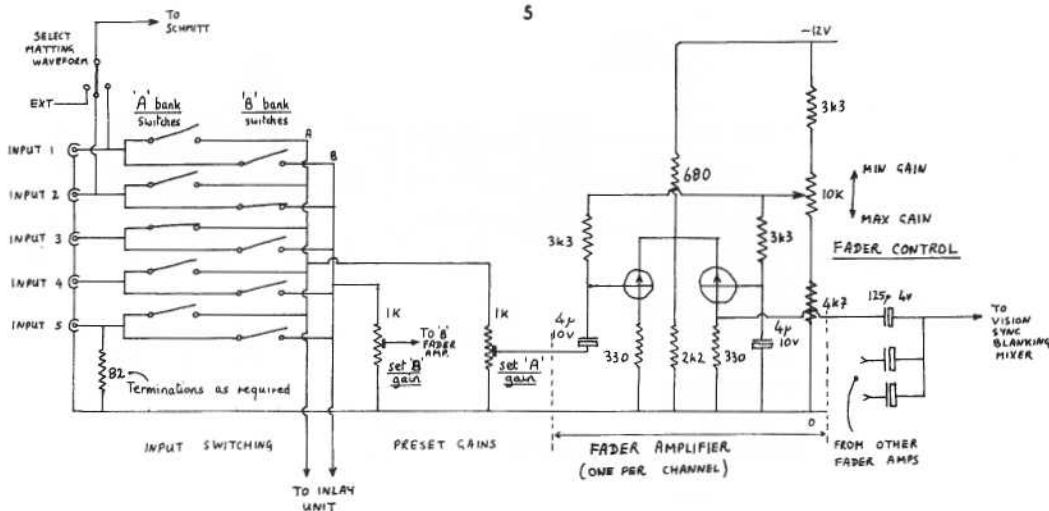 5
TO
SCHMITT
SELECT
MATTING
WAVEFORM
EXT
'A' bank
switches
'B' bank
switches
A
B
INPUT 1
INPUT 2
INPUT 3
INPUT 4
INPUT 5
82
Terminations as required
1K
TO 'B'
FADER
AMP.
set 'B'
gain
1K
set 'A'
gain
-12V
3k3
680
10K
MIN GAIN
MAX GAIN
FADER CONTROL
3k3
3k3
4k7
4μ
10v
330
2k2
330
4μ
10v
125μ 4v
TO
VISION
SYNC
BLANKING
MIXER
0
FROM OTHER
FADER AMPS
INPUT SWITCHING
PRESET GAINS
FADER AMPLIFIER
(ONE PER CHANNEL)
TO INLAY
UNIT